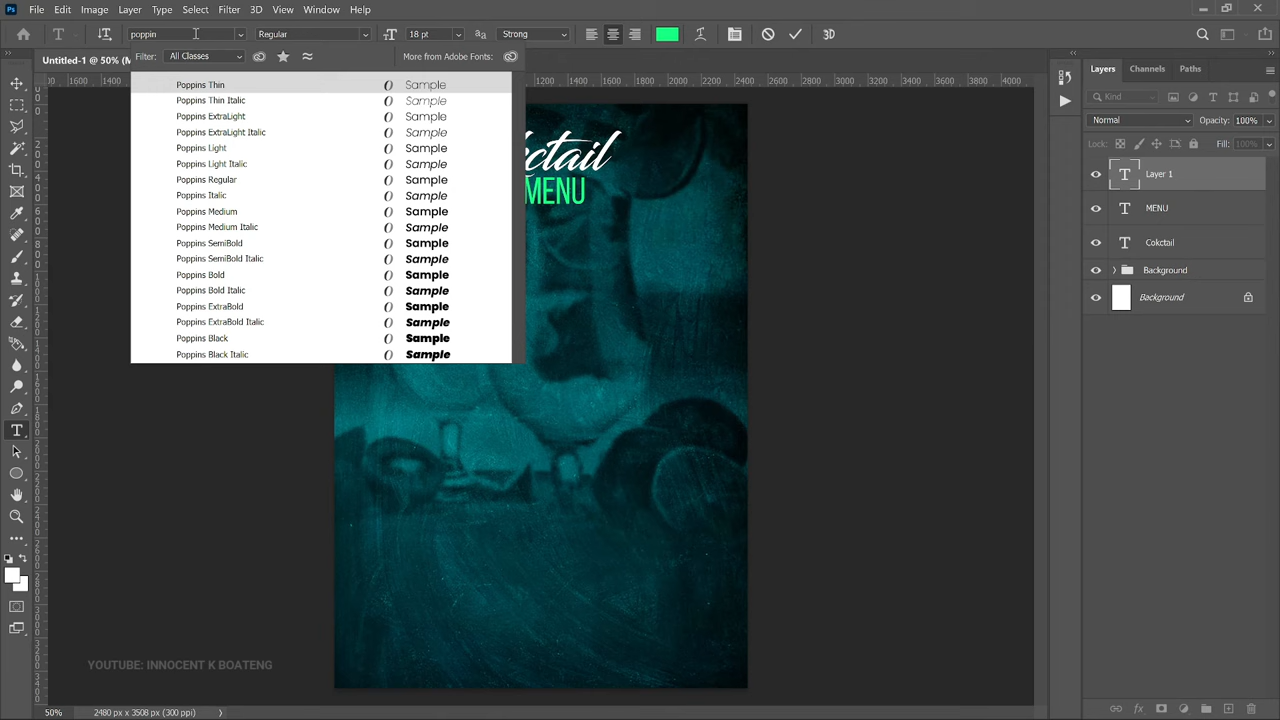 Ps File Edit Image Layer Type Select Filter 3D View Window Help
T poppin Regular 18 pt aa Strong 3D
Untitled-1 @ 50% (M
Filter: All Classes More from Adobe Fonts:
Poppins Thin Sample
Poppins Thin Italic Sample
Poppins ExtraLight Sample
Poppins ExtraLight Italic Sample
Poppins Light Sample
Poppins Light Italic Sample
Poppins Regular Sample
Poppins Italic Sample
Poppins Medium Sample
Poppins Medium Italic Sample
Poppins SemiBold Sample
Poppins SemiBold Italic Sample
Poppins Bold Sample
Poppins Bold Italic Sample
Poppins ExtraBold Sample
Poppins ExtraBold Italic Sample
Poppins Black Sample
Poppins Black Italic Sample
1600 1400 1200 1300 1400 1500 1600 1700 1800 1900 2000 2200 2400 2600 2800 3000 3200 3400 3600 3800 4000
ctail
MENU
Layers Channels Paths
Kind
Normal Opacity: 100%
Lock: Fill: 100%
T Layer 1
T MENU
T Cokctail
Background
Background
YOUTUBE: INNOCENT K BOATENG
50% 2480 px x 3508 px (300 ppi)